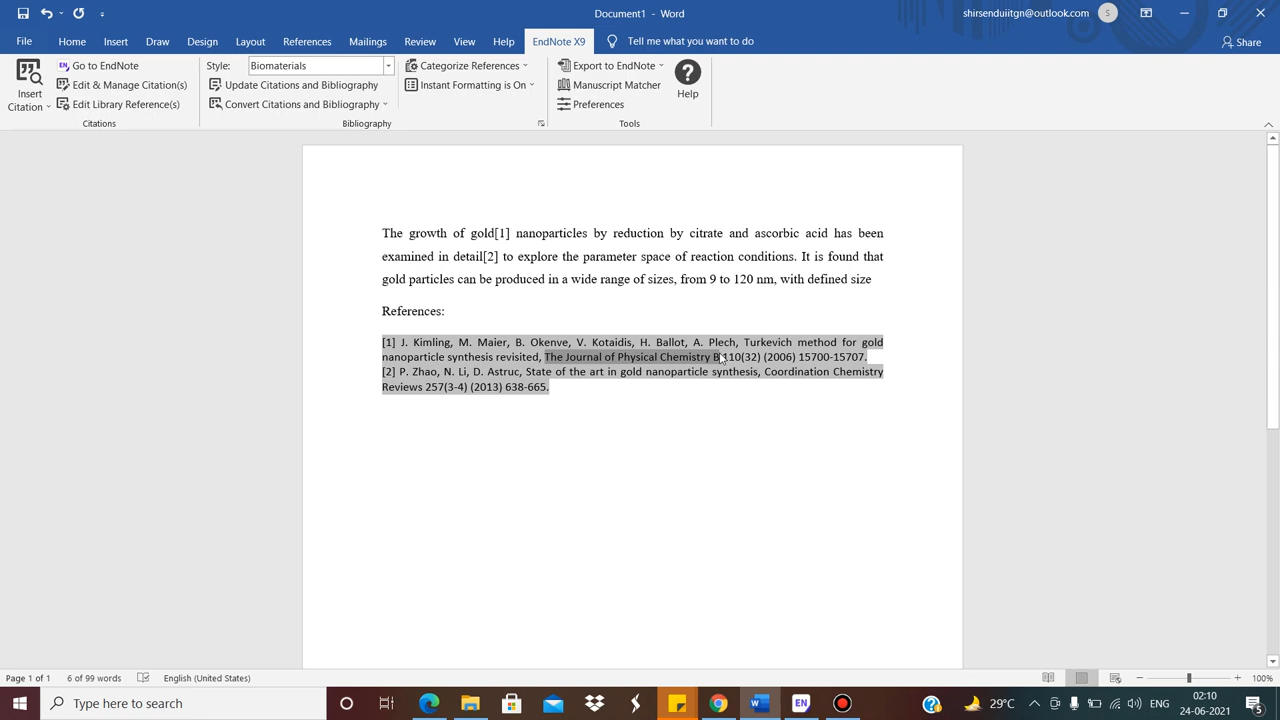 Document1 - Word
shirsenduiitgn@outlook.com
S
File
Home
Insert
Draw
Design
Layout
References
Mailings
Review
View
Help
EndNote X9
Tell me what you want to do
Share
Insert
Citation
EN Go to EndNote
Edit & Manage Citation(s)
Edit Library Reference(s)
Citations
Style: Biomaterials
Update Citations and Bibliography
Convert Citations and Bibliography
Categorize References
Instant Formatting is On
Bibliography
Export to EndNote
Manuscript Matcher
Preferences
? Help
Tools
The growth of gold[1] nanoparticles by reduction by citrate and ascorbic acid has been
examined in detail[2] to explore the parameter space of reaction conditions. It is found that
gold particles can be produced in a wide range of sizes, from 9 to 120 nm, with defined size
References:
[1] J. Kimling, M. Maier, B. Okenve, V. Kotaidis, H. Ballot, A. Plech, Turkevich method for gold
nanoparticle synthesis revisited, The Journal of Physical Chemistry B 110(32) (2006) 15700-15707.
[2] P. Zhao, N. Li, D. Astruc, State of the art in gold nanoparticle synthesis, Coordination Chemistry
Reviews 257(3-4) (2013) 638-665.
Page 1 of 1
6 of 99 words
English (United States)
100%
Type here to search
EN
29°C
02:10
24-06-2021
5